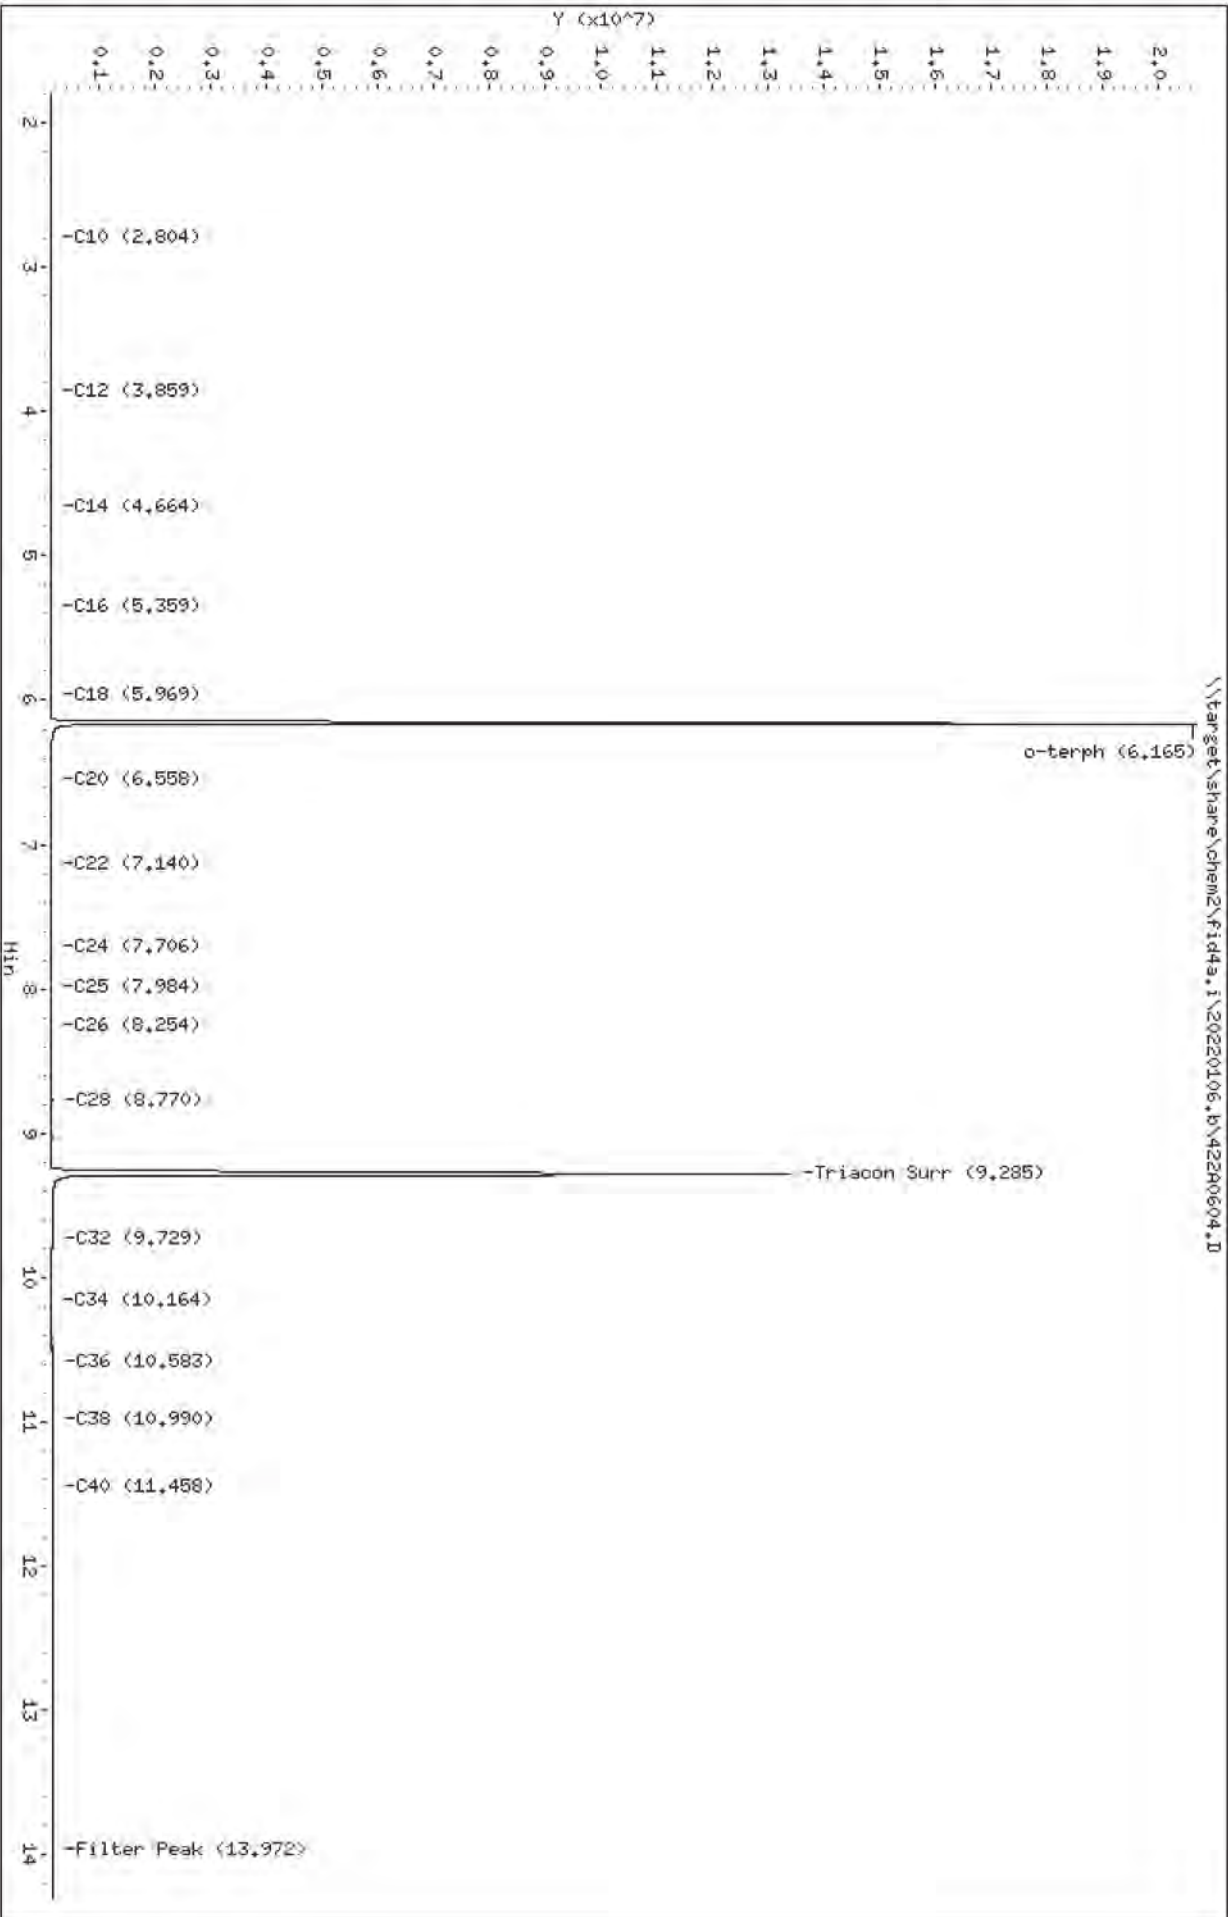 \\target\share\chem2\fid4a.i\20220106.b\422A0604.D
Y (x10^7)
2.0
1.9
1.8
1.7
1.6
1.5
1.4
1.3
1.2
1.1
1.0
0.9
0.8
0.7
0.6
0.5
0.4
0.3
0.2
0.1
-C10 (2.804)
-C12 (3.859)
-C14 (4.664)
-C16 (5.359)
-C18 (5.969)
o-terph (6.165)
-C20 (6.558)
-C22 (7.140)
-C24 (7.706)
-C25 (7.984)
-C26 (8.254)
-C28 (8.770)
-Triacon Surr (9.285)
-C32 (9.729)
-C34 (10.164)
-C36 (10.583)
-C38 (10.990)
-C40 (11.458)
-Filter Peak (13.972)
2
3
4
5
6
7
8
9
10
11
12
13
14
Min